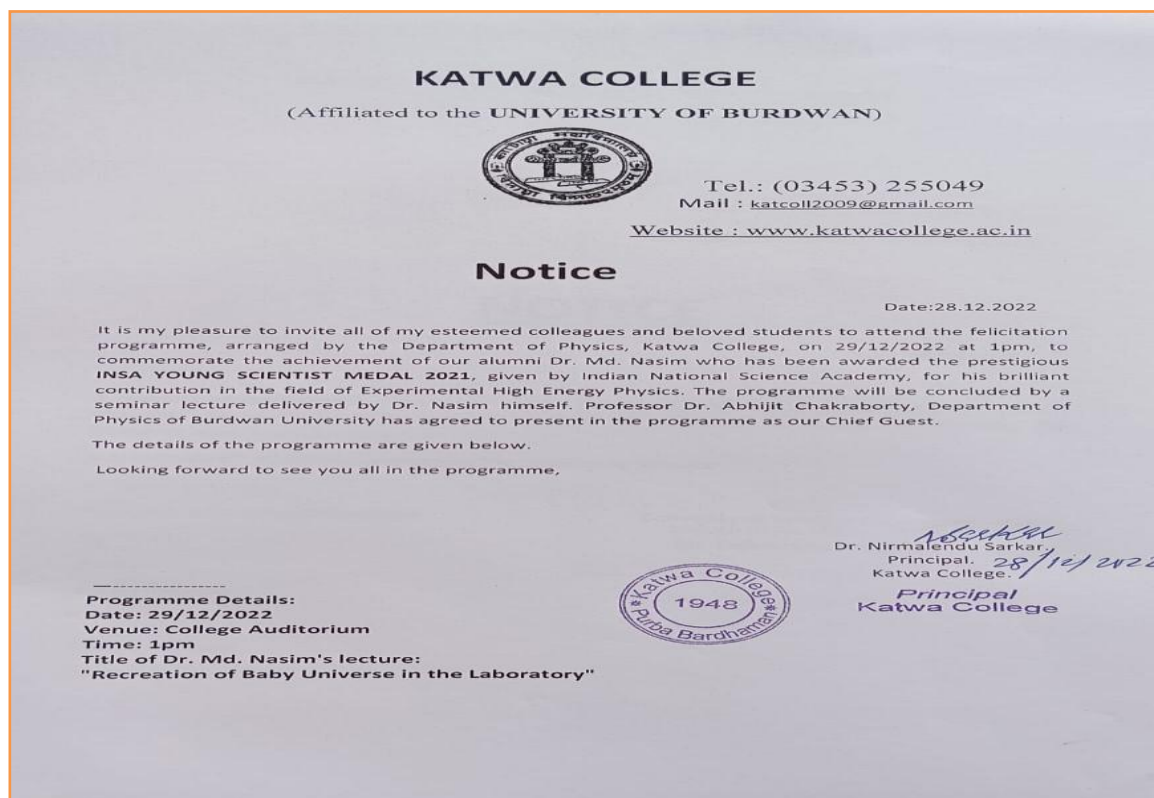 KATWA COLLEGE
(Affiliated to the UNIVERSITY OF BURDWAN)
Tel.: (03453) 255049
Mail : katcoll2009@gmail.com
Website : www.katwacollege.ac.in
Notice
Date:28.12.2022
It is my pleasure to invite all of my esteemed colleagues and beloved students to attend the felicitation
programme, arranged by the Department of Physics, Katwa College, on 29/12/2022 at 1pm, to
commemorate the achievement of our alumni Dr. Md. Nasim who has been awarded the prestigious
INSA YOUNG SCIENTIST MEDAL 2021, given by Indian National Science Academy, for his brilliant
contribution in the field of Experimental High Energy Physics. The programme will be concluded by a
seminar lecture delivered by Dr. Nasim himself. Professor Dr. Abhijit Chakraborty, Department of
Physics of Burdwan University has agreed to present in the programme as our Chief Guest.
The details of the programme are given below.
Looking forward to see you all in the programme,
Dr. Nirmalendu Sarkar.
Principal. 28/12/2022
Katwa College.
Principal
Katwa College
Katwa College
1948
Purba Bardhaman
Programme Details:
Date: 29/12/2022
Venue: College Auditorium
Time: 1pm
Title of Dr. Md. Nasim's lecture:
"Recreation of Baby Universe in the Laboratory"